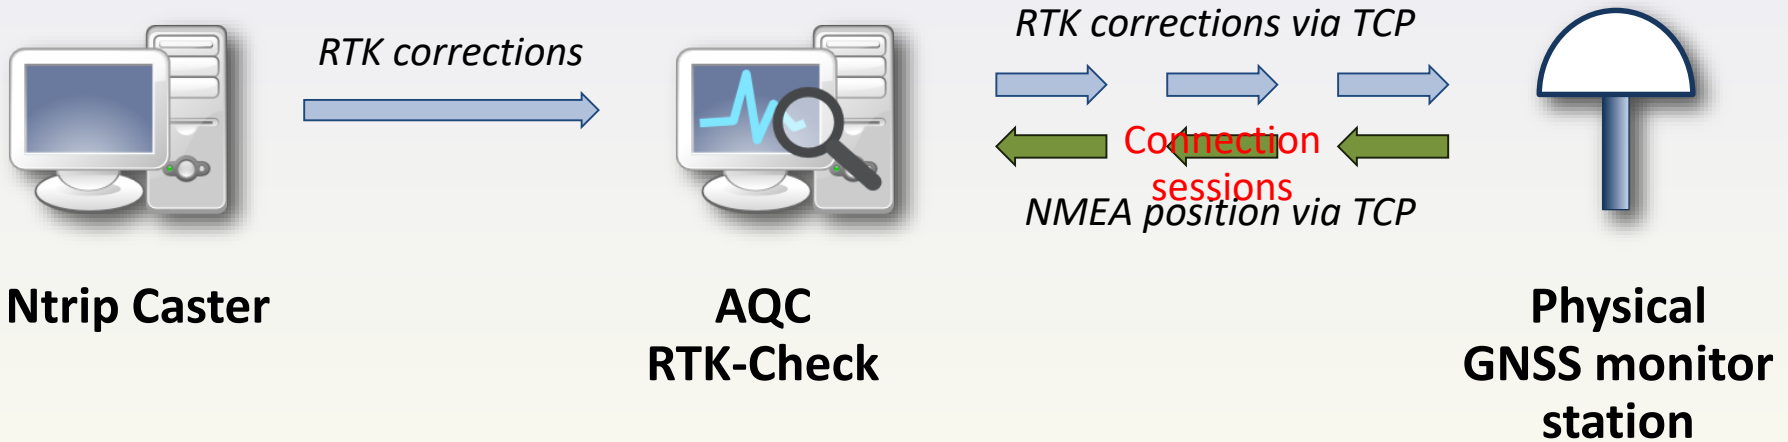 RTK corrections
RTK corrections via TCP
Connection
sessions
NMEA position via TCP
Ntrip Caster
AQC
RTK-Check
Physical
GNSS monitor
station